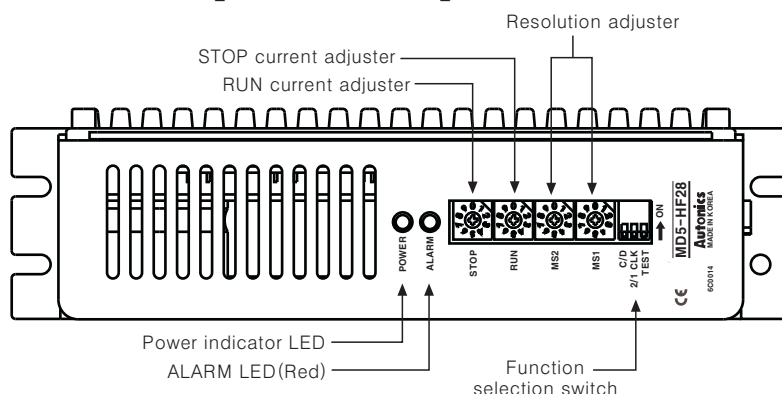 Resolution adjuster
STOP current adjuster
RUN current adjuster
POWER
ALARM
STOP
RUN
MS2
MS1
C/D
2/1 CLK
TEST
ON
MD5-HF28
Autonics
MADE IN KOREA
CE
6C0014
Power indicator LED
ALARM LED(Red)
Function
selection switch